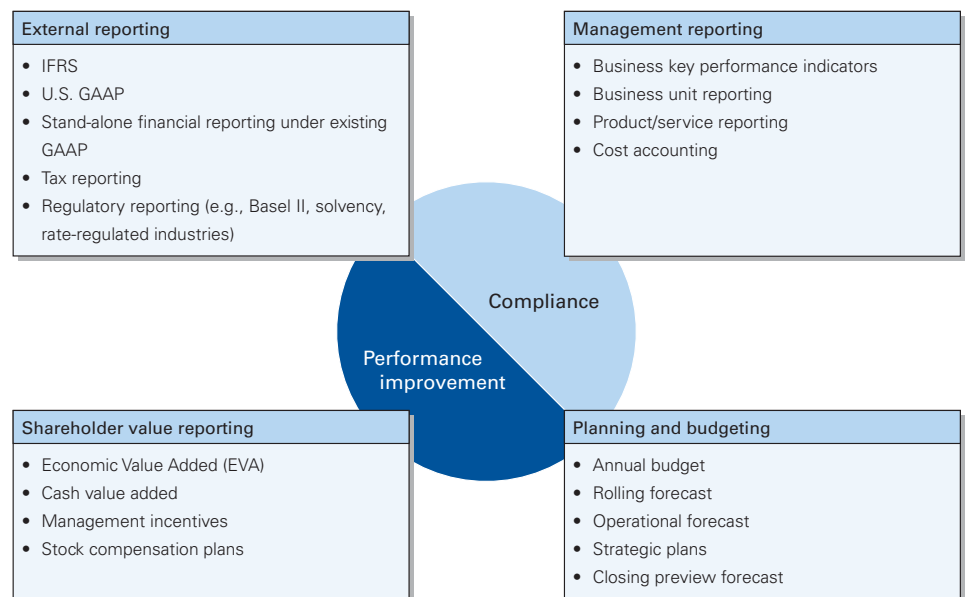 External reporting
• IFRS
• U.S. GAAP
• Stand-alone financial reporting under existing
GAAP
• Tax reporting
• Regulatory reporting (e.g., Basel II, solvency,
rate-regulated industries)
Management reporting
• Business key performance indicators
• Business unit reporting
• Product/service reporting
• Cost accounting
Compliance
Performance
improvement
Shareholder value reporting
• Economic Value Added (EVA)
• Cash value added
• Management incentives
• Stock compensation plans
Planning and budgeting
• Annual budget
• Rolling forecast
• Operational forecast
• Strategic plans
• Closing preview forecast